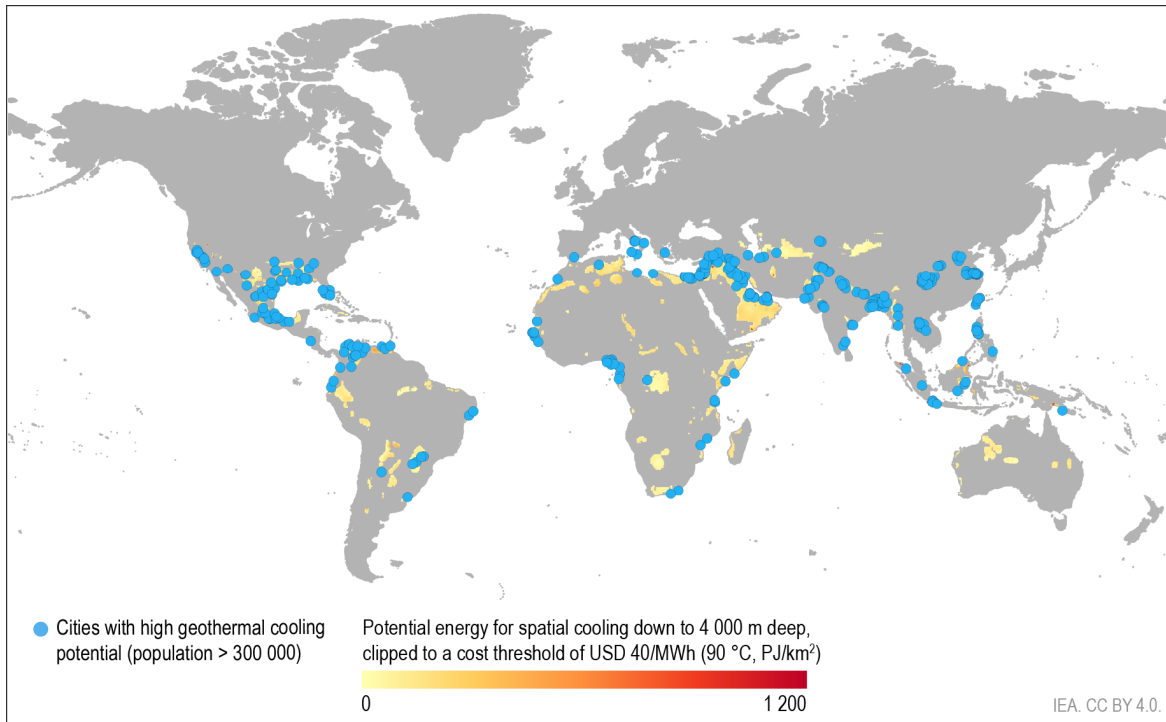 Cities with high geothermal cooling
potential (population > 300 000)
Potential energy for spatial cooling down to 4 000 m deep,
clipped to a cost threshold of USD 40/MWh (90 °C, PJ/km²)
0
1 200
IEA. CC BY 4.0.